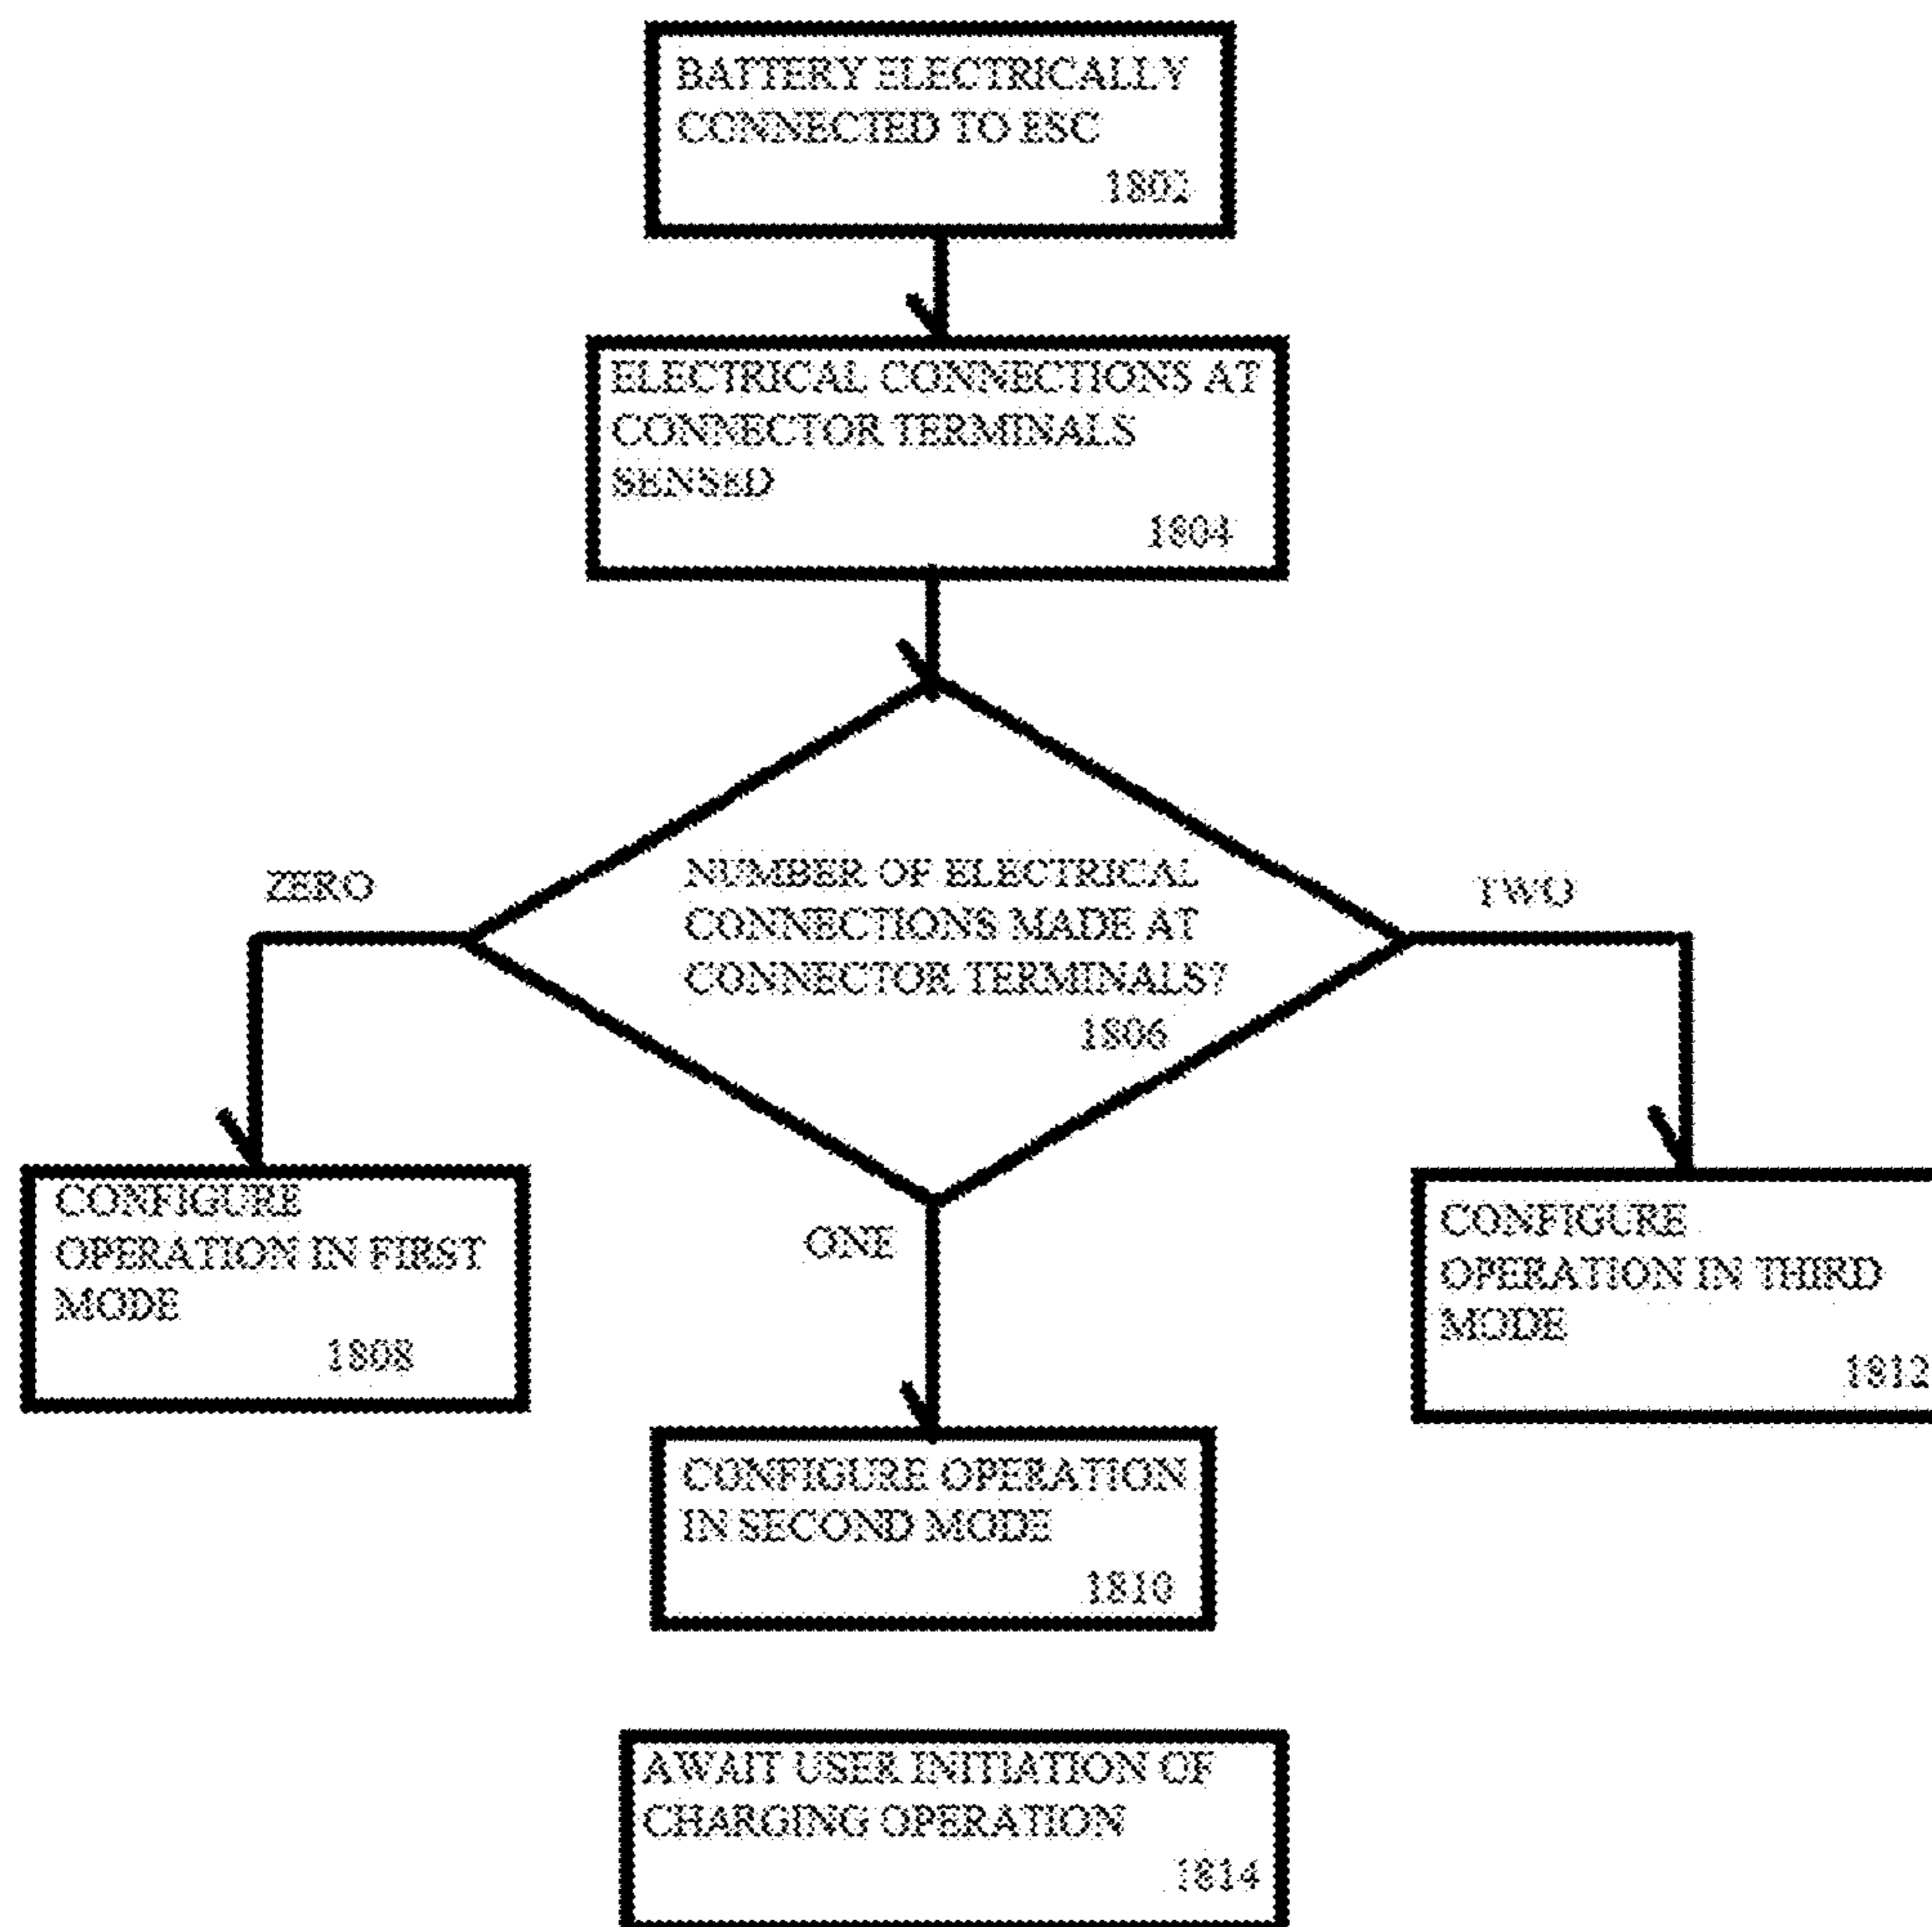 BATTERY ELECTRICALLY
CONNECTED TO ESC
1802
ELECTRICAL CONNECTIONS AT
CONNECTOR TERMINALS
SENSED
1804
NUMBER OF ELECTRICAL
CONNECTIONS MADE AT
CONNECTOR TERMINALS?
1806
ZERO
TWO
ONE
CONFIGURE
OPERATION IN FIRST
MODE
1808
CONFIGURE
OPERATION IN THIRD
MODE
1812
CONFIGURE OPERATION
IN SECOND MODE
1810
AWAIT USER INITIATION OF
CHARGING OPERATION
1814